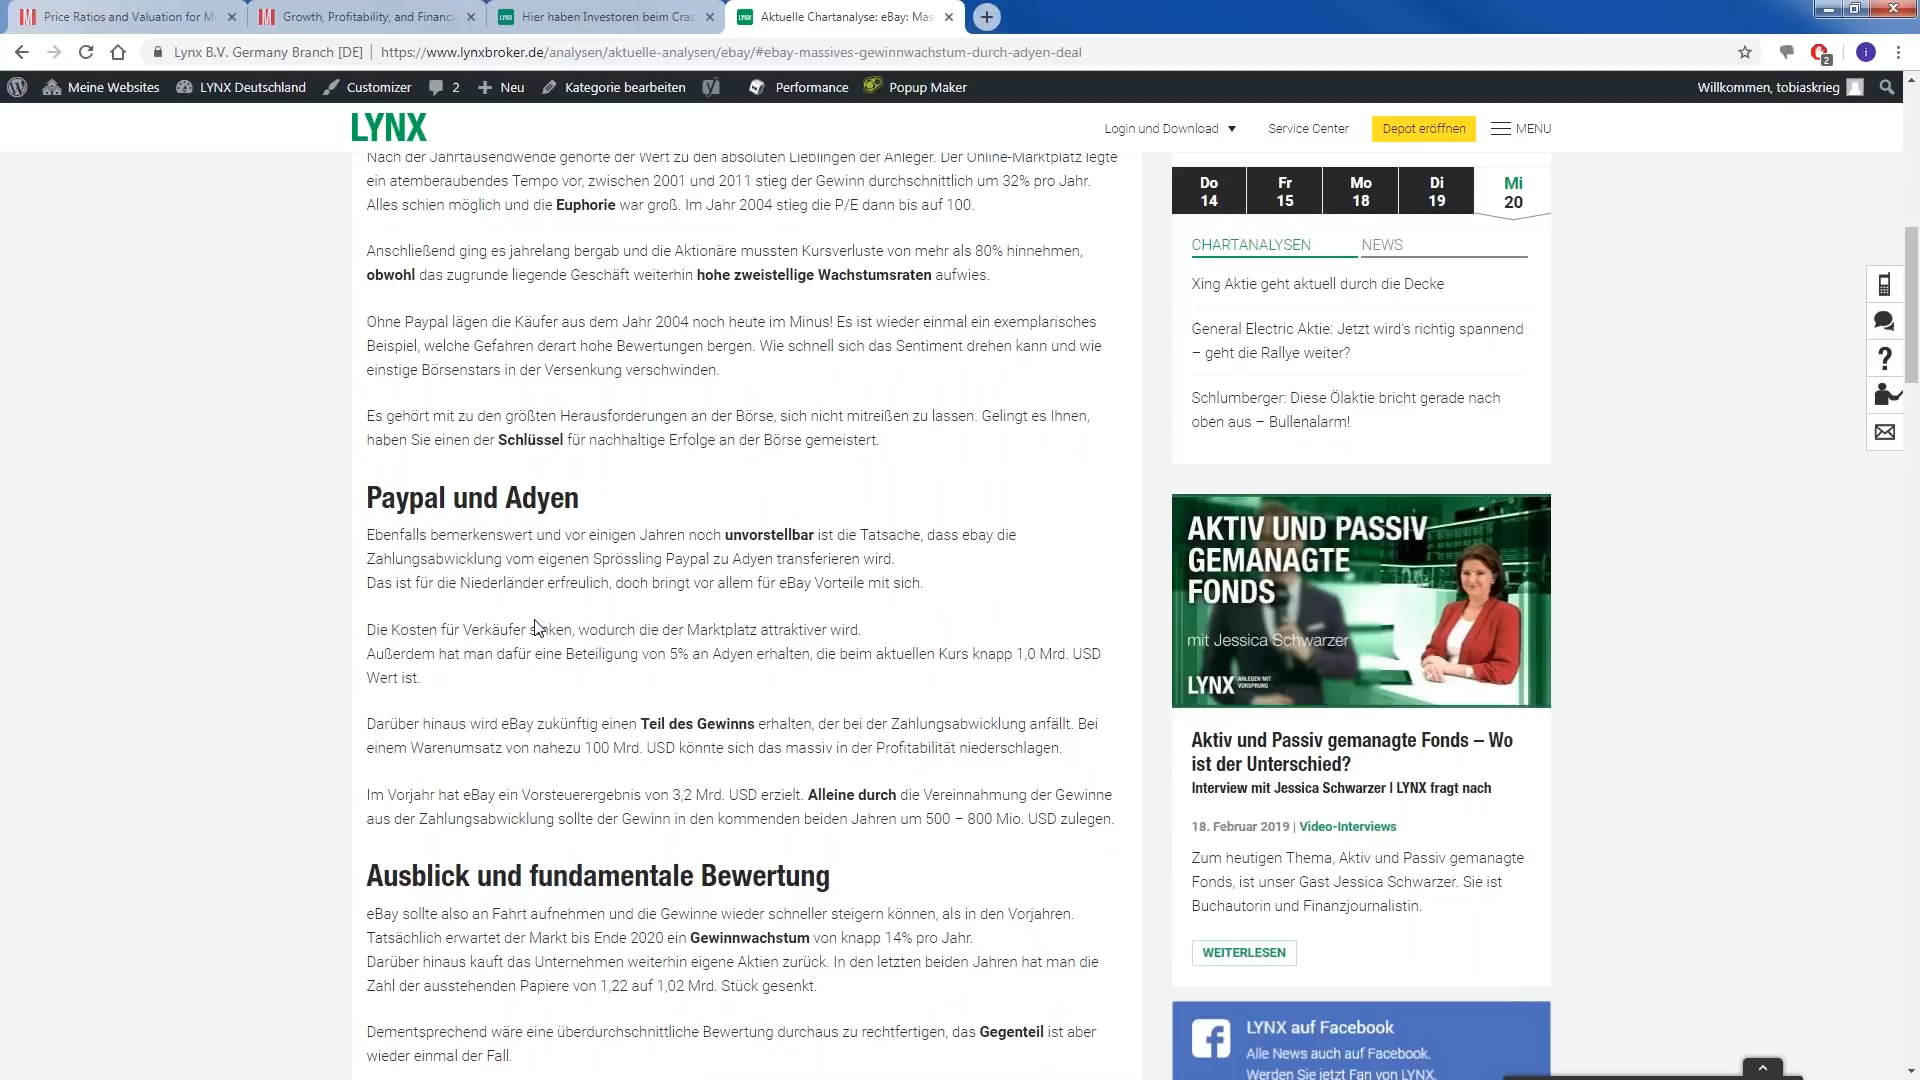 Price Ratios and Valuation for Mo
Growth, Profitability, and Financi
Hier haben Investoren beim Cras
Aktuelle Chartanalyse: eBay: Mas
Lynx B.V. Germany Branch [DE] | https://www.lynxbroker.de/analysen/aktuelle-analysen/ebay/#ebay-massives-gewinnwachstum-durch-adyen-deal
2
i
Meine Websites
LYNX Deutschland
Customizer
2
Neu
Kategorie bearbeiten
Performance
Popup Maker
Willkommen, tobiaskrieg
LYNX
Login und Download
Service Center
Depot eröffnen
MENU
Nach der Jahrtausendwende gehörte der Wert zu den absoluten Lieblingen der Anleger. Der Online-Marktplatz legte
ein atemberaubendes Tempo vor, zwischen 2001 und 2011 stieg der Gewinn durchschnittlich um 32% pro Jahr.
Alles schien möglich und die Euphorie war groß. Im Jahr 2004 stieg die P/E dann bis auf 100.
Anschließend ging es jahrelang bergab und die Aktionäre mussten Kursverluste von mehr als 80% hinnehmen,
obwohl das zugrunde liegende Geschäft weiterhin hohe zweistellige Wachstumsraten aufwies.
Ohne Paypal lägen die Käufer aus dem Jahr 2004 noch heute im Minus! Es ist wieder einmal ein exemplarisches
Beispiel, welche Gefahren derart hohe Bewertungen bergen. Wie schnell sich das Sentiment drehen kann und wie
einstige Börsenstars in der Versenkung verschwinden.
Es gehört mit zu den größten Herausforderungen an der Börse, sich nicht mitreißen zu lassen. Gelingt es Ihnen,
haben Sie einen der Schlüssel für nachhaltige Erfolge an der Börse gemeistert.
Paypal und Adyen
Ebenfalls bemerkenswert und vor einigen Jahren noch unvorstellbar ist die Tatsache, dass ebay die
Zahlungsabwicklung vom eigenen Sprössling Paypal zu Adyen transferieren wird.
Das ist für die Niederländer erfreulich, doch bringt vor allem für eBay Vorteile mit sich.
Die Kosten für Verkäufer sinken, wodurch die der Marktplatz attraktiver wird.
Außerdem hat man dafür eine Beteiligung von 5% an Adyen erhalten, die beim aktuellen Kurs knapp 1,0 Mrd. USD
Wert ist.
Darüber hinaus wird eBay zukünftig einen Teil des Gewinns erhalten, der bei der Zahlungsabwicklung anfällt. Bei
einem Warenumsatz von nahezu 100 Mrd. USD könnte sich das massiv in der Profitabilität niederschlagen.
Im Vorjahr hat eBay ein Vorsteuerergebnis von 3,2 Mrd. USD erzielt. Alleine durch die Vereinnahmung der Gewinne
aus der Zahlungsabwicklung sollte der Gewinn in den kommenden beiden Jahren um 500 – 800 Mio. USD zulegen.
Ausblick und fundamentale Bewertung
eBay sollte also an Fahrt aufnehmen und die Gewinne wieder schneller steigern können, als in den Vorjahren.
Tatsächlich erwartet der Markt bis Ende 2020 ein Gewinnwachstum von knapp 14% pro Jahr.
Darüber hinaus kauft das Unternehmen weiterhin eigene Aktien zurück. In den letzten beiden Jahren hat man die
Zahl der ausstehenden Papiere von 1,22 auf 1,02 Mrd. Stück gesenkt.
Dementsprechend wäre eine überdurchschnittliche Bewertung durchaus zu rechtfertigen, das Gegenteil ist aber
wieder einmal der Fall.
Do
14
Fr
15
Mo
18
Di
19
Mi
20
CHARTANALYSEN
NEWS
Xing Aktie geht aktuell durch die Decke
General Electric Aktie: Jetzt wird's richtig spannend
– geht die Rallye weiter?
Schlumberger: Diese Ölaktie bricht gerade nach
oben aus – Bullenalarm!
AKTIV UND PASSIV
GEMANAGTE
FONDS
mit Jessica Schwarzer
LYNX ANLEGEN MIT
VORSPRUNG
Aktiv und Passiv gemanagte Fonds – Wo
ist der Unterschied?
Interview mit Jessica Schwarzer | LYNX fragt nach
18. Februar 2019 | Video-Interviews
Zum heutigen Thema, Aktiv und Passiv gemanagte
Fonds, ist unser Gast Jessica Schwarzer. Sie ist
Buchautorin und Finanzjournalistin.
WEITERLESEN
LYNX auf Facebook
Alle News auch auf Facebook.
Werden Sie jetzt Fan von LYNX.